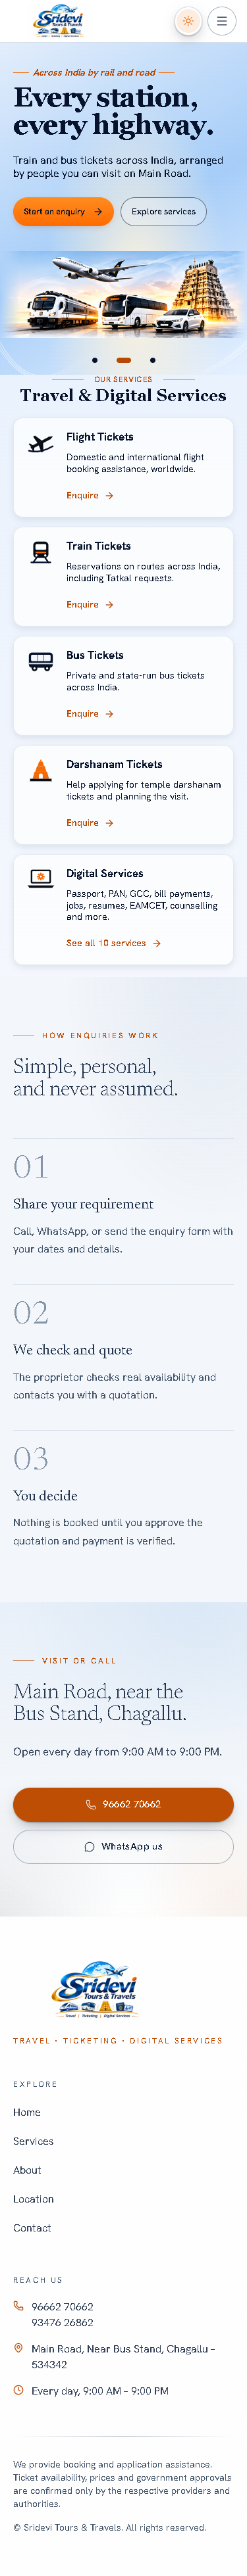 Sridevi
Tours & Travels
Across India by rail and road
Every station,
every highway.
Train and bus tickets across India, arranged
by people you can visit on Main Road.
Start an enquiry
Explore services
OUR SERVICES
Travel & Digital Services
Flight Tickets
Domestic and international flight
booking assistance, worldwide.
Enquire
Train Tickets
Reservations on routes across India,
including Tatkal requests.
Enquire
Bus Tickets
Private and state-run bus tickets
across India.
Enquire
Darshanam Tickets
Help applying for temple darshanam
tickets and planning the visit.
Enquire
Digital Services
Passport, PAN, GCC, bill payments,
jobs, resumes, EAMCET, counselling
and more.
See all 10 services
HOW ENQUIRIES WORK
Simple, personal,
and never assumed.
01
Share your requirement
Call, WhatsApp, or send the enquiry form with
your dates and details.
02
We check and quote
The proprietor checks real availability and
contacts you with a quotation.
03
You decide
Nothing is booked until you approve the
quotation and payment is verified.
VISIT OR CALL
Main Road, near the
Bus Stand, Chagallu.
Open every day from 9:00 AM to 9:00 PM.
96662 70662
WhatsApp us
Sridevi
Tours & Travels
Travel | Ticketing | Digital Services
TRAVEL • TICKETING • DIGITAL SERVICES
EXPLORE
Home
Services
About
Location
Contact
REACH US
96662 70662
93476 26862
Main Road, Near Bus Stand, Chagallu –
534342
Every day, 9:00 AM – 9:00 PM
We provide booking and application assistance.
Ticket availability, prices and government approvals
are confirmed only by the respective providers and
authorities.
© Sridevi Tours & Travels. All rights reserved.